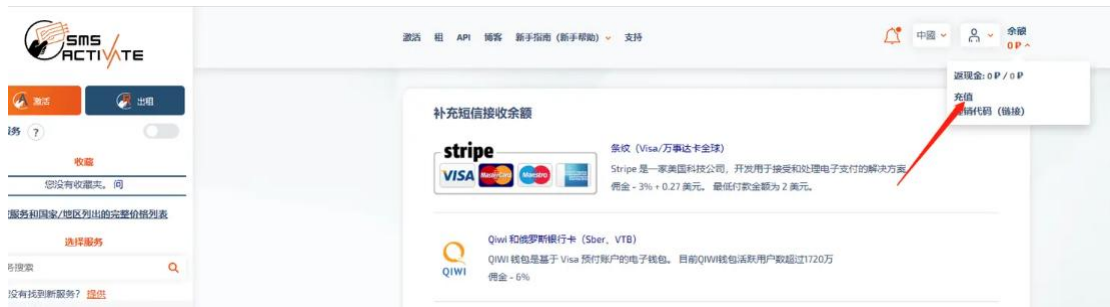 SMS
ACTIVATE
激活 租 API 博客 新手指南（新手帮助） 支持
中國
余额
0 ₽
返现金: 0 ₽ / 0 ₽
充值
代码（链接）
激活
出租
?
收藏
您没有收藏夹。 问
服务和国家/地区列出的完整价格列表
选择服务
搜索
没有找到新服务？ 提供
补充短信接收余额
stripe
VISA MasterCard Maestro
条纹（Visa/万事达卡全球）
Stripe 是一家美国科技公司，开发用于接受和处理电子支付的解决方案。
佣金 - 3% + 0.27 美元。 最低付款金额为 2 美元。
QIWI
Qiwi 和俄罗斯银行卡（Sber，VTB）
QIWI 钱包是基于 Visa 预付账户的电子钱包。 目前QIWI钱包活跃用户数超过1720万
佣金 - 6%